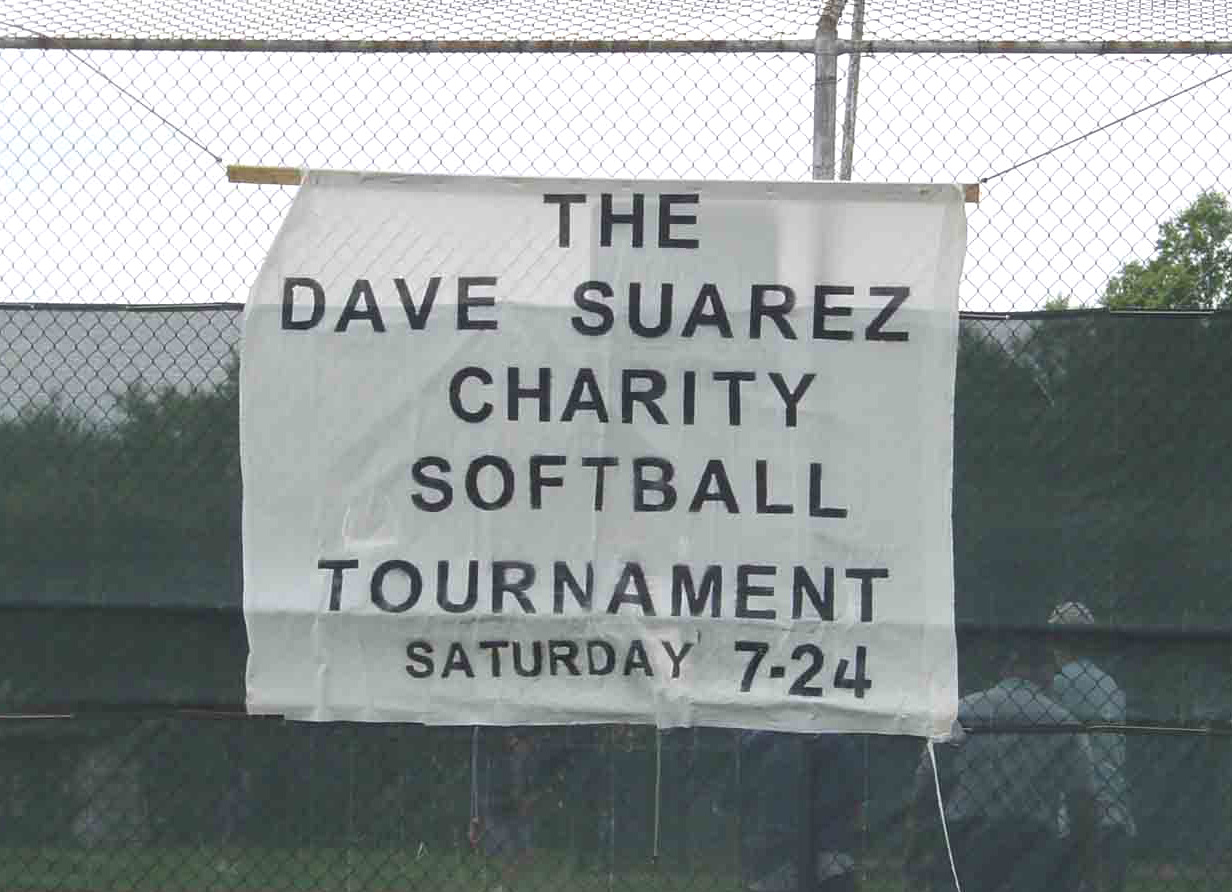 THE
DAVE SUAREZ
CHARITY
SOFTBALL
TOURNAMENT
SATURDAY 7-24